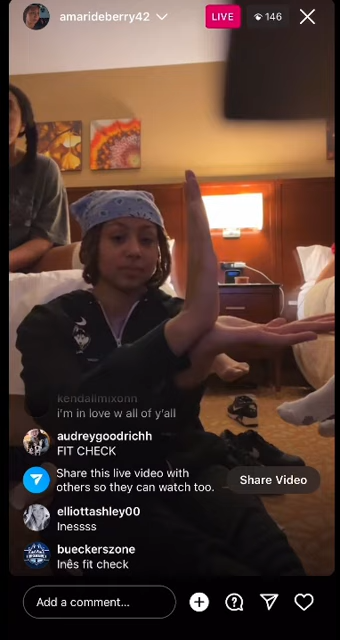 amarideberry42
LIVE
146
kendallmixonn
i'm in love w all of y'all
audreygoodrichh
FIT CHECK
Share this live video with
others so they can watch too.
Share Video
elliottashley00
Inessss
bueckerszone
Inês fit check
Add a comment...